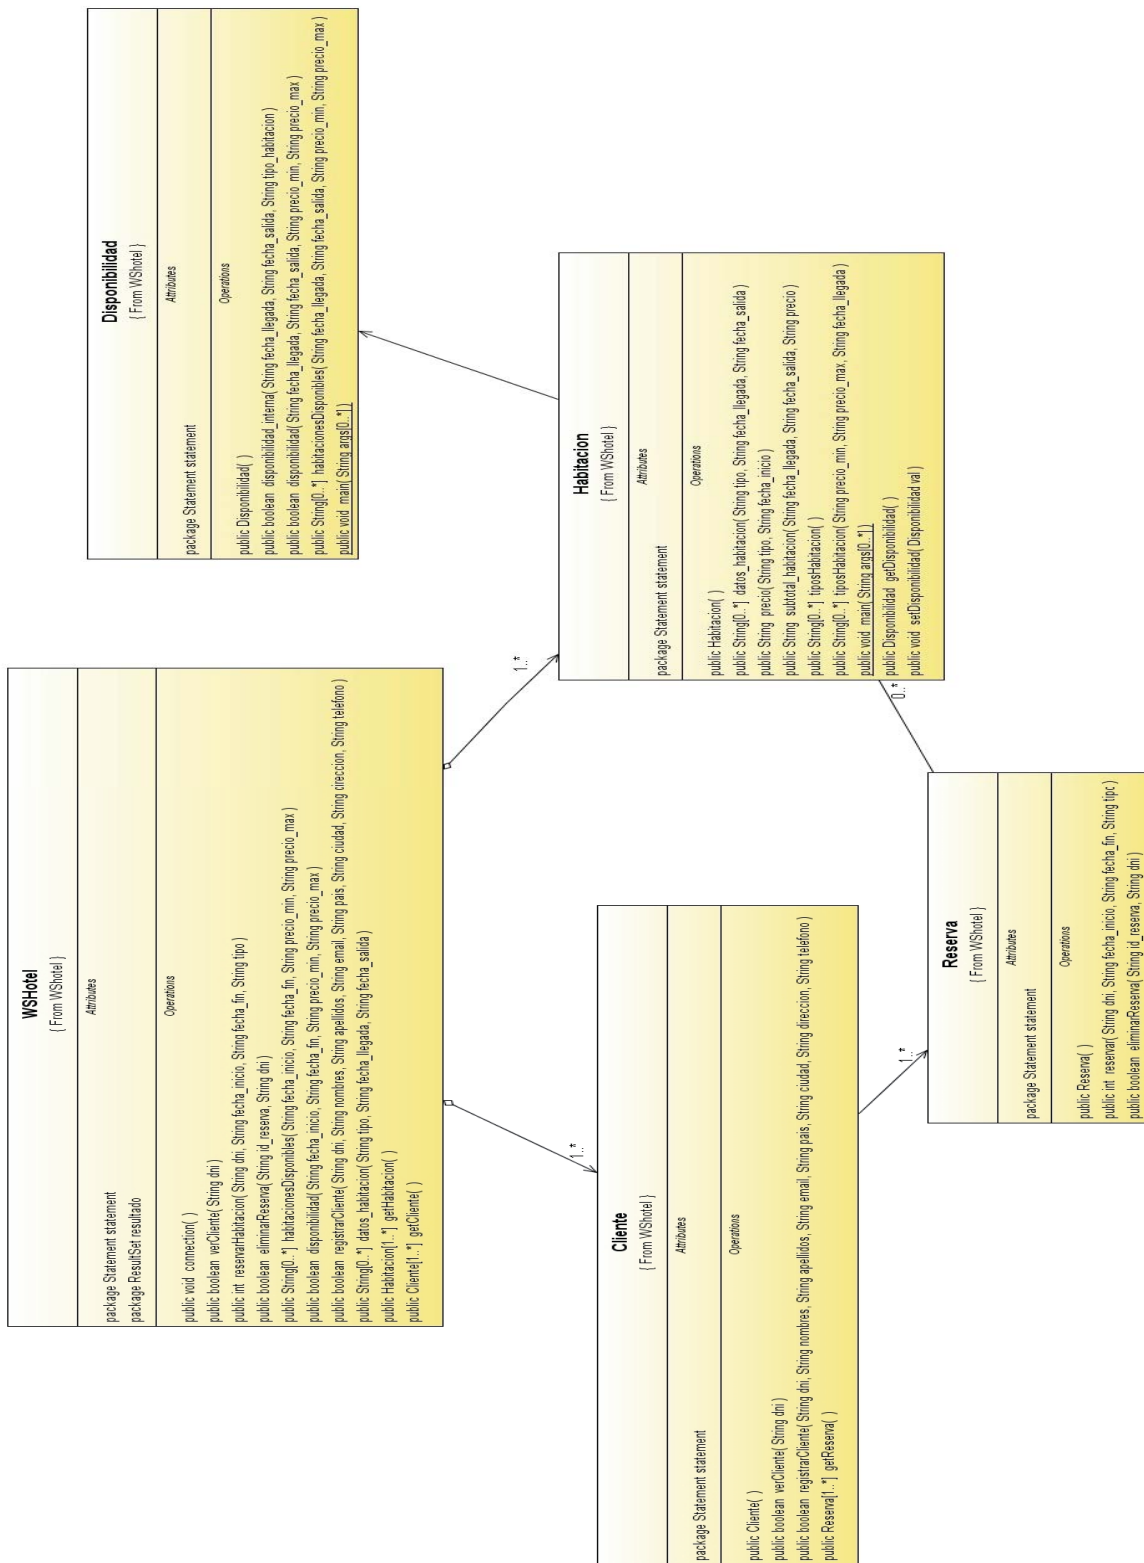 WSHotel
{ From WShotel }
Attributes
package Statement statement
package ResultSet resultado
Operations
public void connection( )
public boolean verCliente( String dni )
public int reservarHabitacion( String dni, String fecha_inicio, String fecha_fin, String tipo )
public boolean eliminarReserva( String id_reserva, String dni )
public String[0..*] habitacionesDisponibles( String fecha_inicio, String fecha_fin, String precio_min, String precio_max )
public boolean disponibilidad( String fecha_inicio, String fecha_fin, String precio_min, String precio_max )
public boolean registrarCliente( String dni, String nombres, String apellidos, String email, String pais, String ciudad, String cireccion, String telefono )
public String[0..*] datos_habitacion( String tipo, String fecha_llegada, String fecha_salida )
public Habitacion[1..*] getHabitacion( )
public Cliente[1..*] getCliente( )
1..*
1..*
Disponibilidad
{ From WShotel }
Attributes
package Statement statement
Operations
public Disponibilidad( )
public boolean disponibilidad_interna( String fecha_llegada, String fecha_salida, String tipo_habitacion )
public boolean disponibilidad( String fecha_llegada, String fecha_salida, String precio_min, String precio_max )
public String[0..*] habitacionesDisponibles( String fecha_llegada, String fecha_salida, String precio_min, String precio_max )
public void main( String args[0..*] )
Cliente
{ From WShotel }
Attributes
package Statement statement
Operations
public Cliente( )
public boolean verCliente( String dni )
public boolean registrarCliente( String dni, String nombres, String apellidos, String email, String pais, String ciudad, String direccion, String telefono )
public Reserva[1..*] getReserva( )
1..*
Habitacion
{ From WShotel }
Attributes
package Statement statement
Operations
public Habitacion( )
public String[0..*] datos_habitacion( String tipo, String fecha_llegada, String fecha_salida )
public String precio( String tipo, String fecha_inicio )
public String subtotal_habitacion( String fecha_llegada, String fecha_salida, String precio )
public String[0..*] tiposHabitacion( )
public String[0..*] tiposHabitacion( String precio_min, String precio_max, String fecha_llegada )
public void main( String args[0..*] )
public Disponibilidad getDisponibilidad( )
public void setDisponibilidad( Disponibilidad val )
0..*
Reserva
{ From WShotel }
Attributes
package Statement statement
Operations
public Reserva( )
public int reservar( String dni, String fecha_inicio, String fecha_fin, String tipo
public boolean eliminarReserva( String id_reserva, String dni )